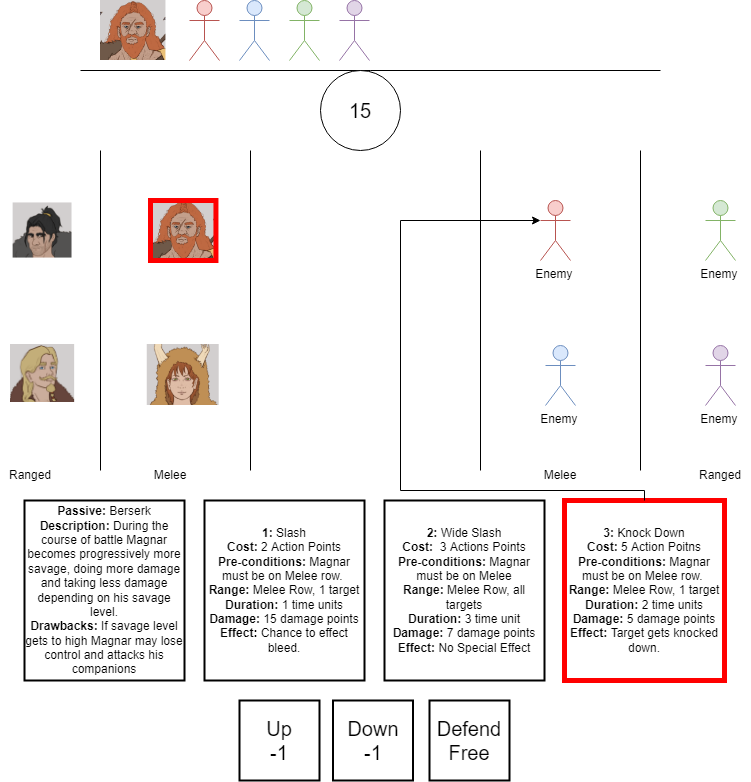 15
Enemy
Enemy
Enemy
Enemy
Ranged
Melee
Melee
Ranged
Passive: Berserk
Description: During the
course of battle Magnar
becomes progressively more
savage, doing more damage
and taking less damage
depending on his savage
level.
Drawbacks: If savage level
gets to high Magnar may lose
control and attacks his
companions
1: Slash
Cost: 2 Action Points
Pre-conditions: Magnar
must be on Melee row.
Range: Melee Row, 1 target
Duration: 1 time units
Damage: 15 damage points
Effect: Chance to effect
bleed.
2: Wide Slash
Cost: 3 Actions Points
Pre-conditions: Magnar
must be on Melee
Range: Melee Row, all
targets
Duration: 3 time unit
Damage: 7 damage points
Effect: No Special Effect
3: Knock Down
Cost: 5 Action Poitns
Pre-conditions: Magnar
must be on Melee row.
Range: Melee Row, 1 target
Duration: 2 time units
Damage: 5 damage points
Effect: Target gets knocked
down.
Up
-1
Down
-1
Defend
Free